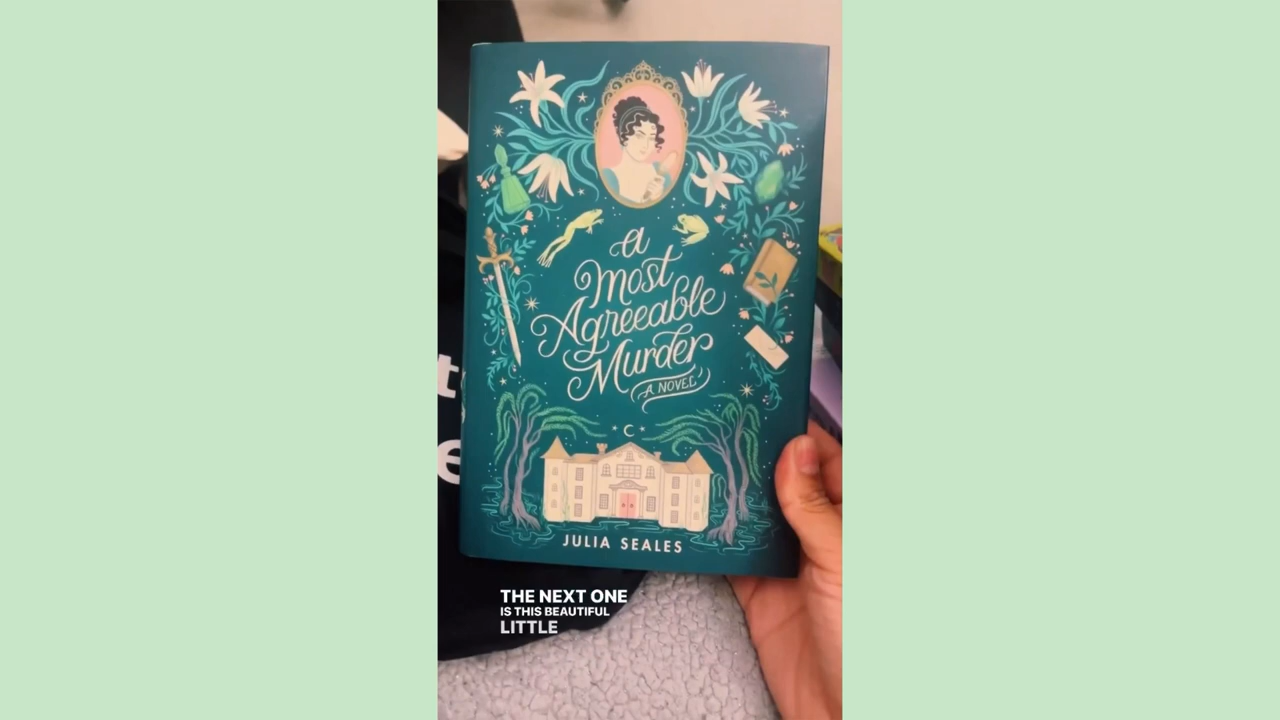 a
Most
Agreeable
Murder
A NOVEL
JULIA SEALES
t
e
THE NEXT ONE
IS THIS BEAUTIFUL
LITTLE